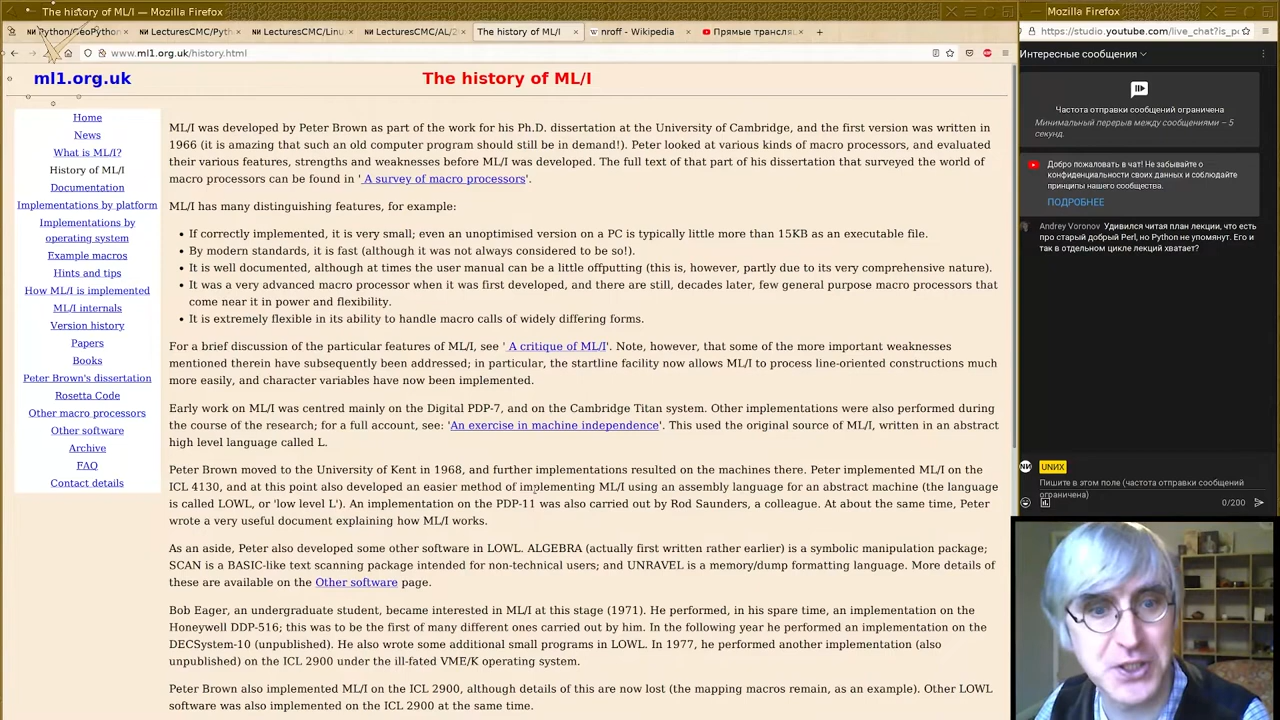 The history of ML/I — Mozilla Firefox
Mozilla Firefox
Python/GeoPython
LecturesCMC/Pyth
LecturesCMC/Linu
LecturesCMC/AL/2
The history of ML/I
nroff - Wikipedia
Прямые трансля
www.ml1.org.uk/history.html
https://studio.youtube.com/live_chat?is_po
ml1.org.uk
The history of ML/I
Home
News
What is ML/I?
History of ML/I
Documentation
Implementations by platform
Implementations by
operating system
Example macros
Hints and tips
How ML/I is implemented
ML/I internals
Version history
Papers
Books
Peter Brown's dissertation
Rosetta Code
Other macro processors
Other software
Archive
FAQ
Contact details
ML/I was developed by Peter Brown as part of the work for his Ph.D. dissertation at the University of Cambridge, and the first version was written in
1966 (it is amazing that such an old computer program should still be in demand!). Peter looked at various kinds of macro processors, and evaluated
their various features, strengths and weaknesses before ML/I was developed. The full text of that part of his dissertation that surveyed the world of
macro processors can be found in ' A survey of macro processors'.
ML/I has many distinguishing features, for example:
• If correctly implemented, it is very small; even an unoptimised version on a PC is typically little more than 15KB as an executable file.
• By modern standards, it is fast (although it was not always considered to be so!).
• It is well documented, although at times the user manual can be a little offputting (this is, however, partly due to its very comprehensive nature).
• It was a very advanced macro processor when it was first developed, and there are still, decades later, few general purpose macro processors that
come near it in power and flexibility.
• It is extremely flexible in its ability to handle macro calls of widely differing forms.
For a brief discussion of the particular features of ML/I, see ' A critique of ML/I'. Note, however, that some of the more important weaknesses
mentioned therein have subsequently been addressed; in particular, the startline facility now allows ML/I to process line-oriented constructions much
more easily, and character variables have now been implemented.
Early work on ML/I was centred mainly on the Digital PDP-7, and on the Cambridge Titan system. Other implementations were also performed during
the course of the research; for a full account, see: 'An exercise in machine independence'. This used the original source of ML/I, written in an abstract
high level language called L.
Peter Brown moved to the University of Kent in 1968, and further implementations resulted on the machines there. Peter implemented ML/I on the
ICL 4130, and at this point also developed an easier method of implementing ML/I using an assembly language for an abstract machine (the language
is called LOWL, or 'low level L'). An implementation on the PDP-11 was also carried out by Rod Saunders, a colleague. At about the same time, Peter
wrote a very useful document explaining how ML/I works.
As an aside, Peter also developed some other software in LOWL. ALGEBRA (actually first written rather earlier) is a symbolic manipulation package;
SCAN is a BASIC-like text scanning package intended for non-technical users; and UNRAVEL is a memory/dump formatting language. More details of
these are available on the Other software page.
Bob Eager, an undergraduate student, became interested in ML/I at this stage (1971). He performed, in his spare time, an implementation on the
Honeywell DDP-516; this was to be the first of many different ones carried out by him. In the following year he performed an implementation on the
DECSystem-10 (unpublished). He also wrote some additional small programs in LOWL. In 1977, he performed another implementation (also
unpublished) on the ICL 2900 under the ill-fated VME/K operating system.
Peter Brown also implemented ML/I on the ICL 2900, although details of this are now lost (the mapping macros remain, as an example). Other LOWL
software was also implemented on the ICL 2900 at the same time.
Интересные сообщения
Частота отправки сообщений ограничена
Минимальный перерыв между сообщениями – 5
секунд.
Добро пожаловать в чат! Не забывайте о
конфиденциальности своих данных и соблюдайте
принципы нашего сообщества.
ПОДРОБНЕЕ
Andrey Voronov Удивился читая план лекции, что есть
про старый добрый Perl, но Python не упомянут. Его и
так в отдельном цикле лекций хватает?
UNИX
Пишите в этом поле (частота отправки сообщений
ограничена)
0/200